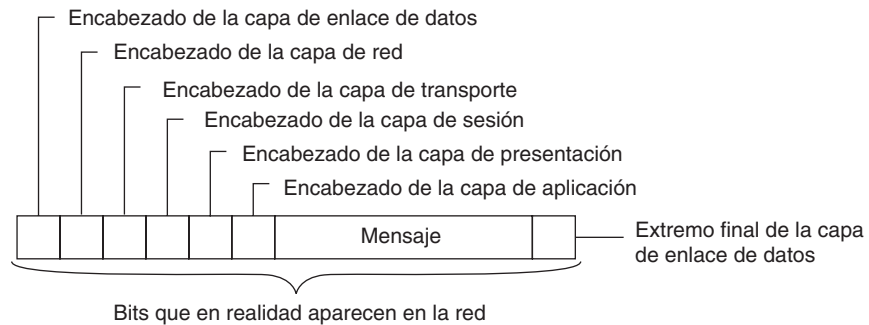 Encabezado de la capa de enlace de datos
Encabezado de la capa de red
Encabezado de la capa de transporte
Encabezado de la capa de sesión
Encabezado de la capa de presentación
Encabezado de la capa de aplicación
Mensaje
Extremo final de la capa
de enlace de datos
Bits que en realidad aparecen en la red